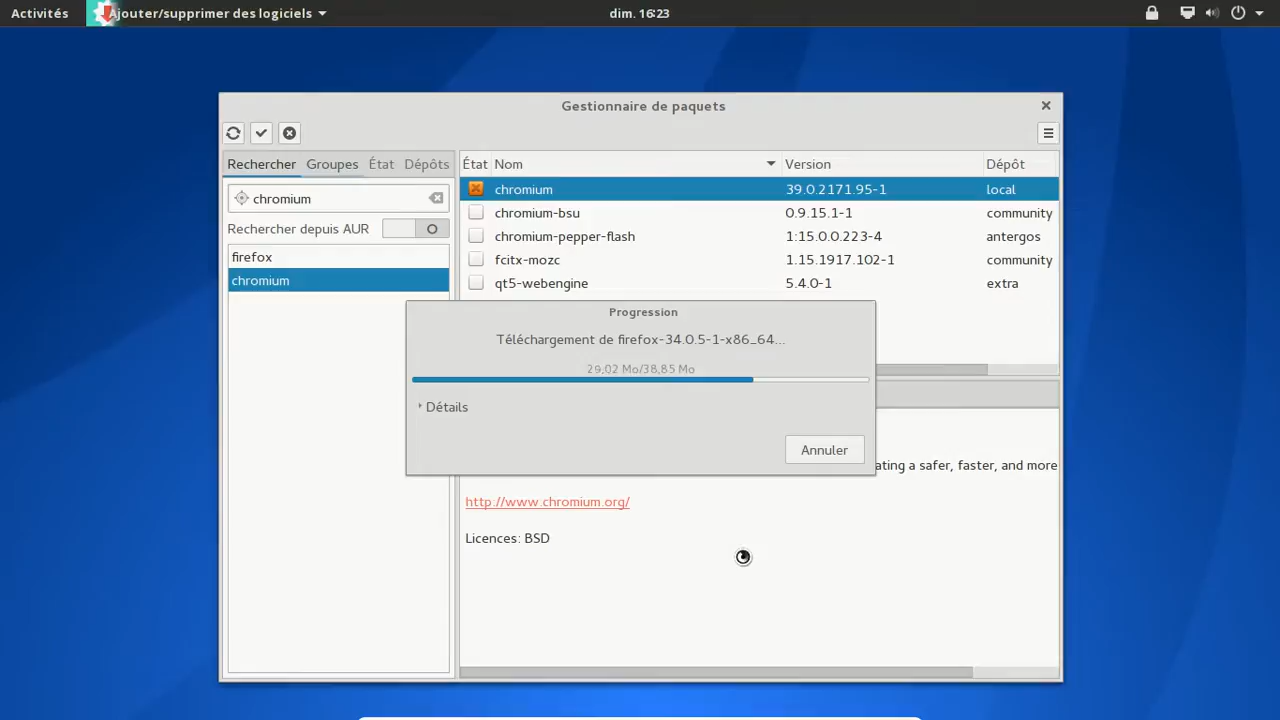 Activités Ajouter/supprimer des logiciels dim. 16:23
Gestionnaire de paquets
Rechercher Groupes État Dépôts
chromium
Rechercher depuis AUR
firefox
chromium
État Nom Version Dépôt
chromium 39.0.2171.95-1 local
chromium-bsu 0.9.15.1-1 community
chromium-pepper-flash 1:15.0.0.223-4 antergos
fcitx-mozc 1.15.1917.102-1 community
qt5-webengine 5.4.0-1 extra
Progression
Téléchargement de firefox-34.0.5-1-x86_64...
29,02 Mo/38,85 Mo
Détails
Annuler
ating a safer, faster, and more
http://www.chromium.org/
Licences: BSD